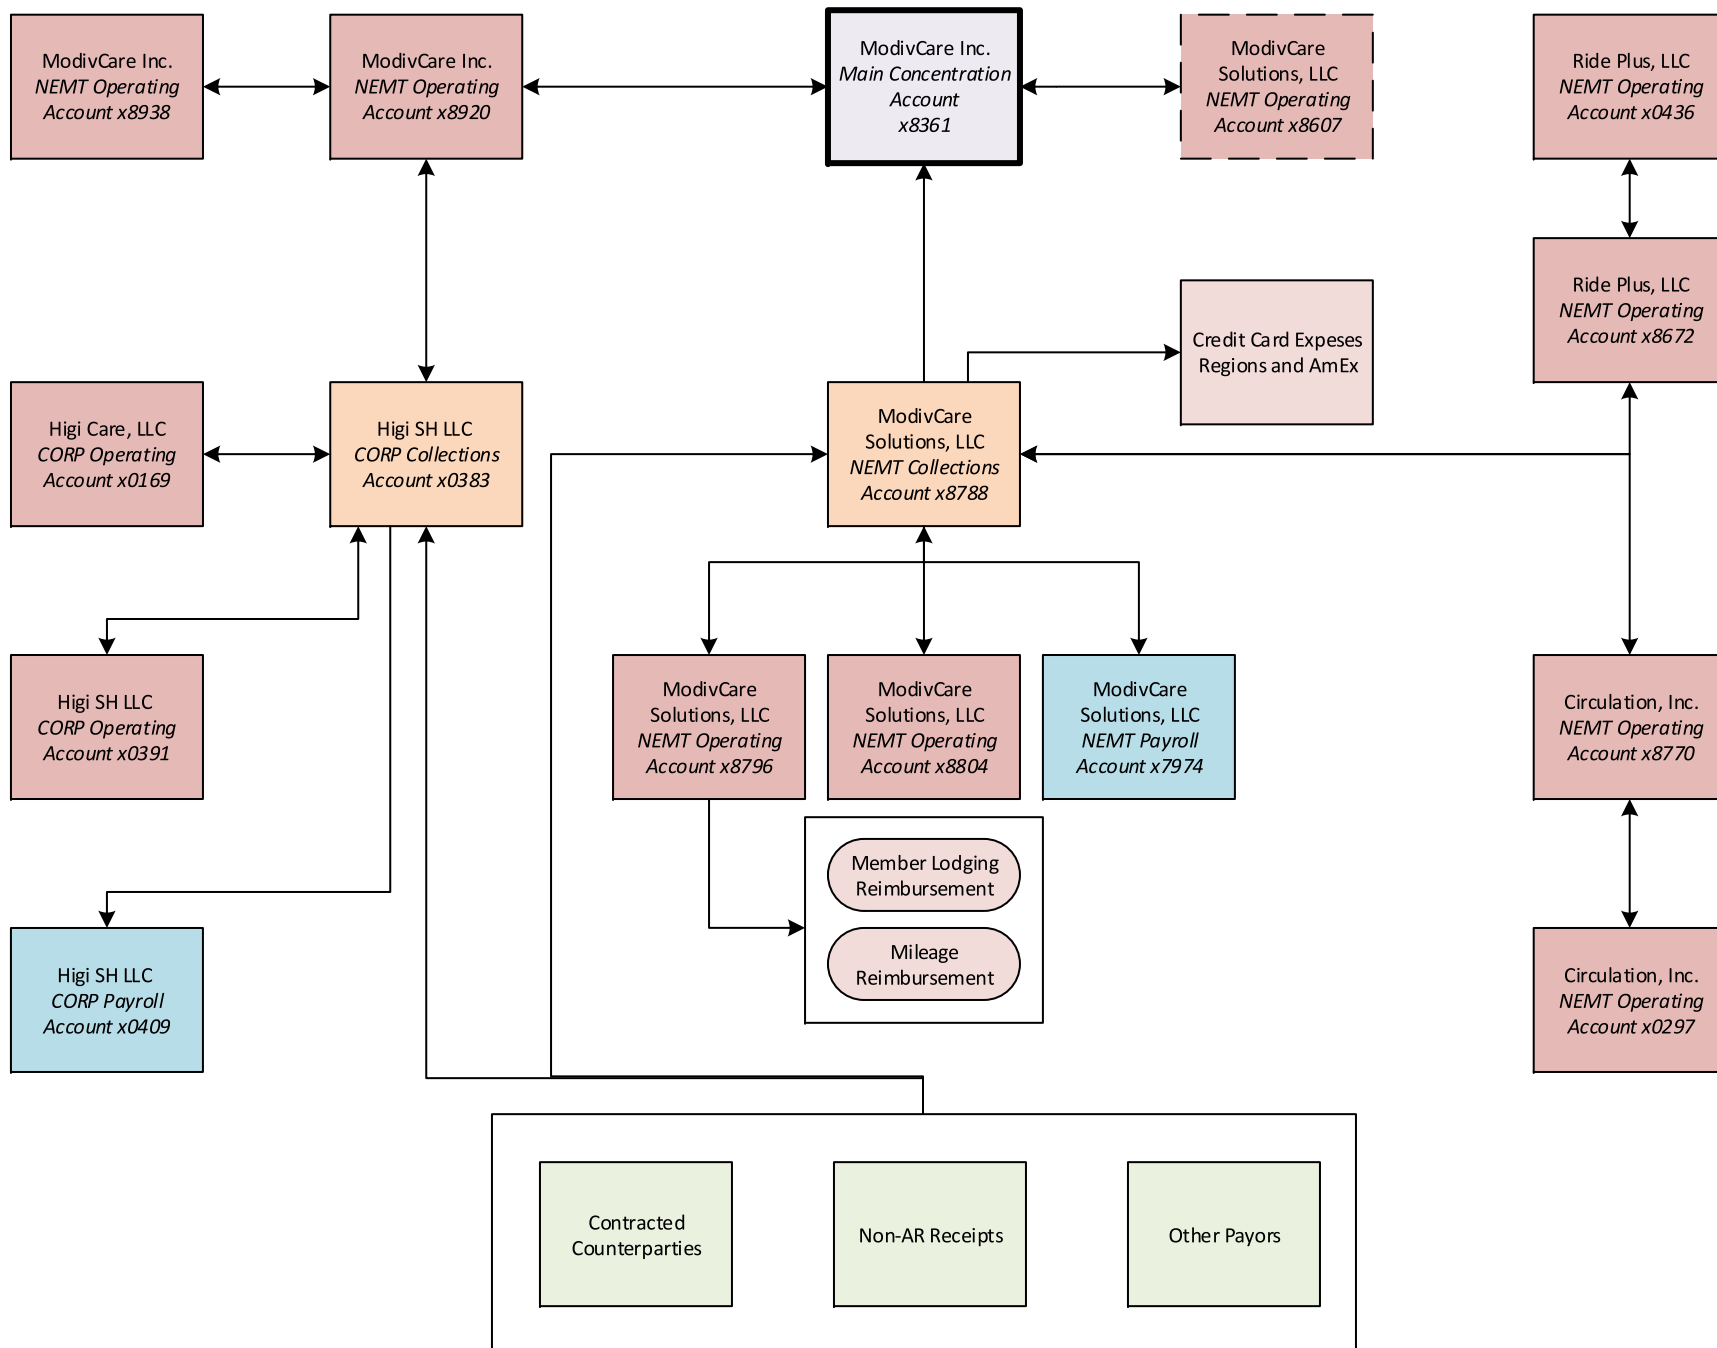 ModivCare Inc.
NEMT Operating
Account x8938
ModivCare Inc.
NEMT Operating
Account x8920
ModivCare Inc.
Main Concentration
Account
x8361
ModivCare
Solutions, LLC
NEMT Operating
Account x8607
Ride Plus, LLC
NEMT Operating
Account x0436
Ride Plus, LLC
NEMT Operating
Account x8672
Credit Card Expeses
Regions and AmEx
Higi Care, LLC
CORP Operating
Account x0169
Higi SH LLC
CORP Collections
Account x0383
ModivCare
Solutions, LLC
NEMT Collections
Account x8788
Higi SH LLC
CORP Operating
Account x0391
ModivCare
Solutions, LLC
NEMT Operating
Account x8796
ModivCare
Solutions, LLC
NEMT Operating
Account x8804
ModivCare
Solutions, LLC
NEMT Payroll
Account x7974
Circulation, Inc.
NEMT Operating
Account x8770
Member Lodging
Reimbursement
Mileage
Reimbursement
Higi SH LLC
CORP Payroll
Account x0409
Circulation, Inc.
NEMT Operating
Account x0297
Contracted
Counterparties
Non-AR Receipts
Other Payors